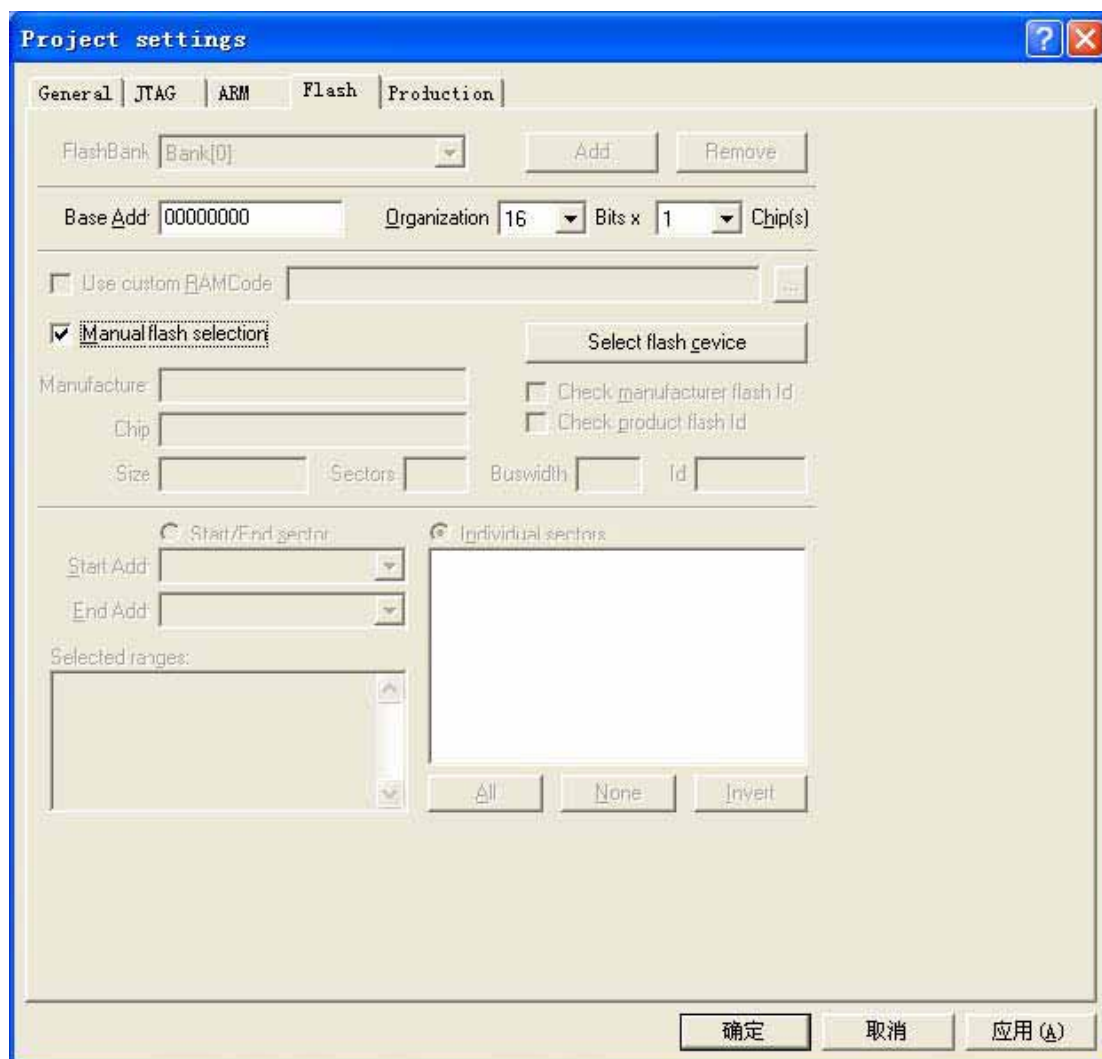 Project settings
General JTAG ARM Flash Production
FlashBank Bank[0] Add Remove
Base Add: 00000000 Organization 16 Bits x 1 Chip(s)
Use custom RAMCode ...
Manual flash selection Select flash cevice
Manufacture: Check manufacturer flash Id
Chip Check product flash Id
Size Sectors Buswidth Id
Start/End sector Individual sectors
Start Add:
End Add:
Selected ranges:
All None Invert
确定 取消 应用(A)